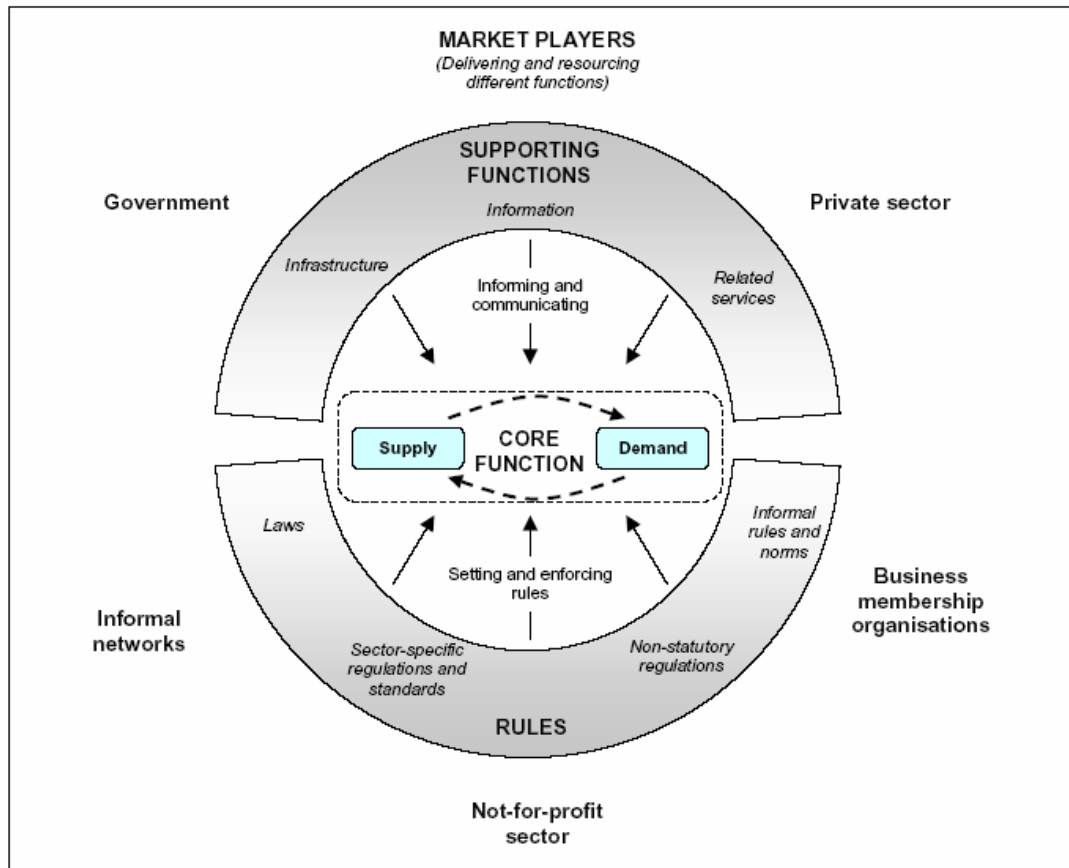 MARKET PLAYERS
(Delivering and resourcing
different functions)
SUPPORTING
FUNCTIONS
Government
Private sector
Information
Infrastructure
Related
services
Informing and
communicating
Supply
CORE
FUNCTION
Demand
Laws
Informal
rules and
norms
Setting and enforcing
rules
Informal
networks
Business
membership
organisations
Sector-specific
regulations and
standards
Non-statutory
regulations
RULES
Not-for-profit
sector